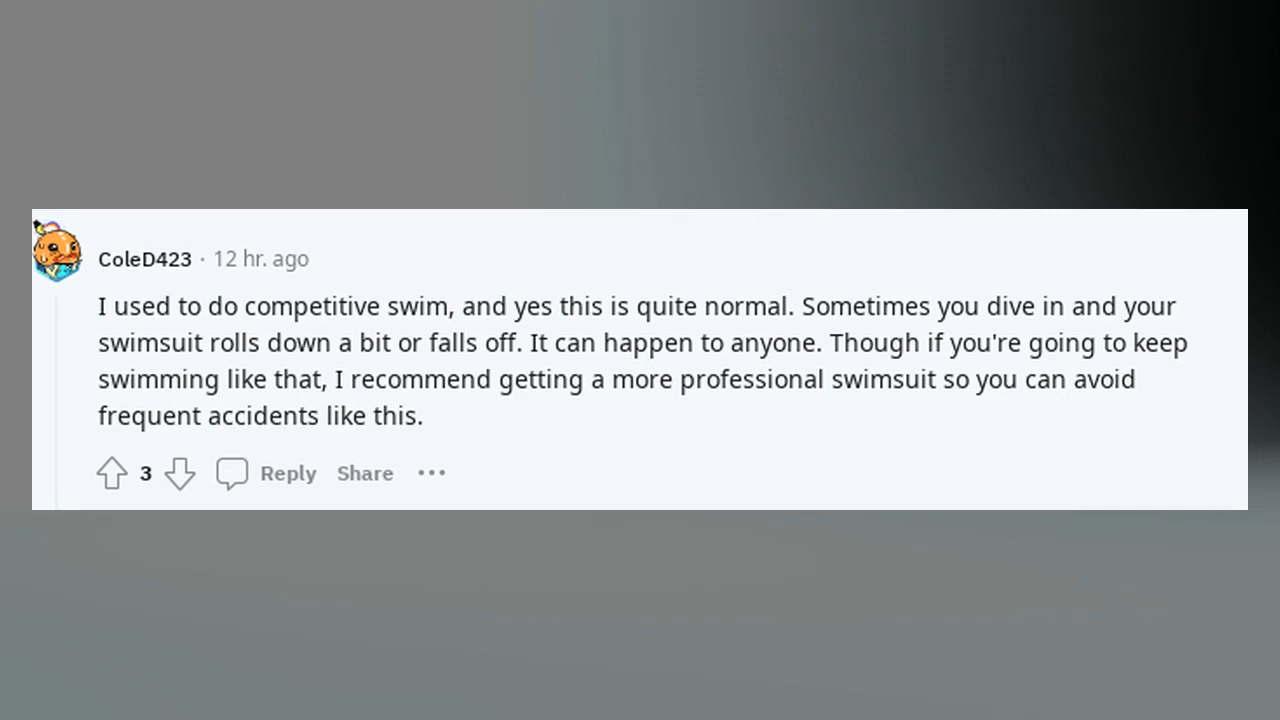 ColeD423 · 12 hr. ago
I used to do competitive swim, and yes this is quite normal. Sometimes you dive in and your
swimsuit rolls down a bit or falls off. It can happen to anyone. Though if you're going to keep
swimming like that, I recommend getting a more professional swimsuit so you can avoid
frequent accidents like this.
3 Reply Share ···